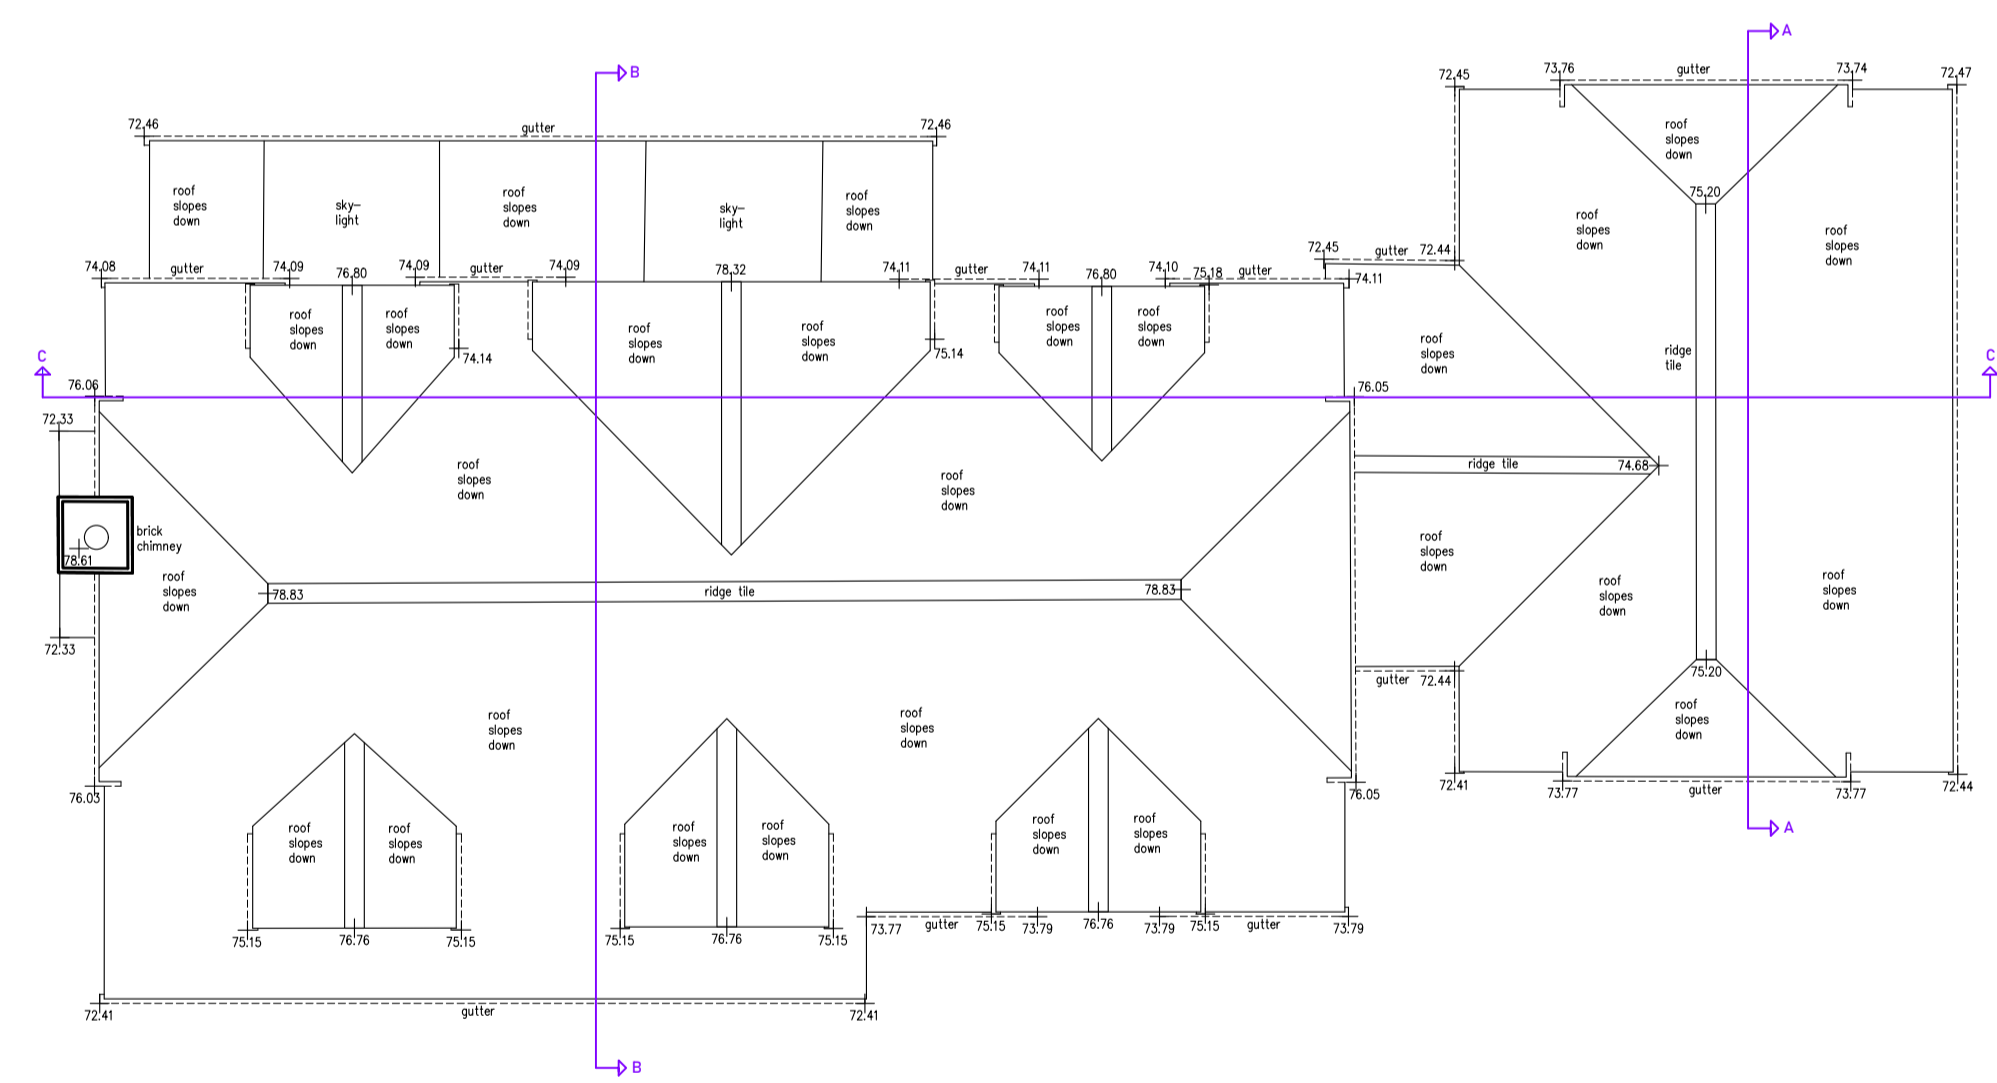 A
B
72.45
73.76
gutter
73.74
72.47
72.46
gutter
72.46
roof
slopes
down
75.20
roof
slopes
down
sky-
light
roof
slopes
down
sky-
light
roof
slopes
down
roof
slopes
down
roof
slopes
down
74.08
gutter
74.09
76.80
74.09
gutter
74.09
78.32
74.11
gutter
74.11
76.80
74.10
75.18
gutter
72.45
gutter
72.44
74.11
roof
slopes
down
roof
slopes
down
roof
slopes
down
roof
slopes
down
roof
slopes
down
roof
slopes
down
74.14
75.14
roof
slopes
down
ridge
tile
C
C
76.06
76.05
72.33
roof
slopes
down
roof
slopes
down
ridge tile
74.68
brick
chimney
78.61
roof
slopes
down
roof
slopes
down
78.83
ridge tile
78.83
roof
slopes
down
roof
slopes
down
72.33
75.20
gutter
72.44
roof
slopes
down
roof
slopes
down
roof
slopes
down
76.03
76.05
72.41
73.77
gutter
73.77
72.44
A
roof
slopes
down
roof
slopes
down
roof
slopes
down
roof
slopes
down
roof
slopes
down
roof
slopes
down
75.15
76.76
75.15
75.15
76.76
75.15
73.77
gutter
75.15
73.79
76.76
73.79
75.15
gutter
73.79
72.41
gutter
72.41
B